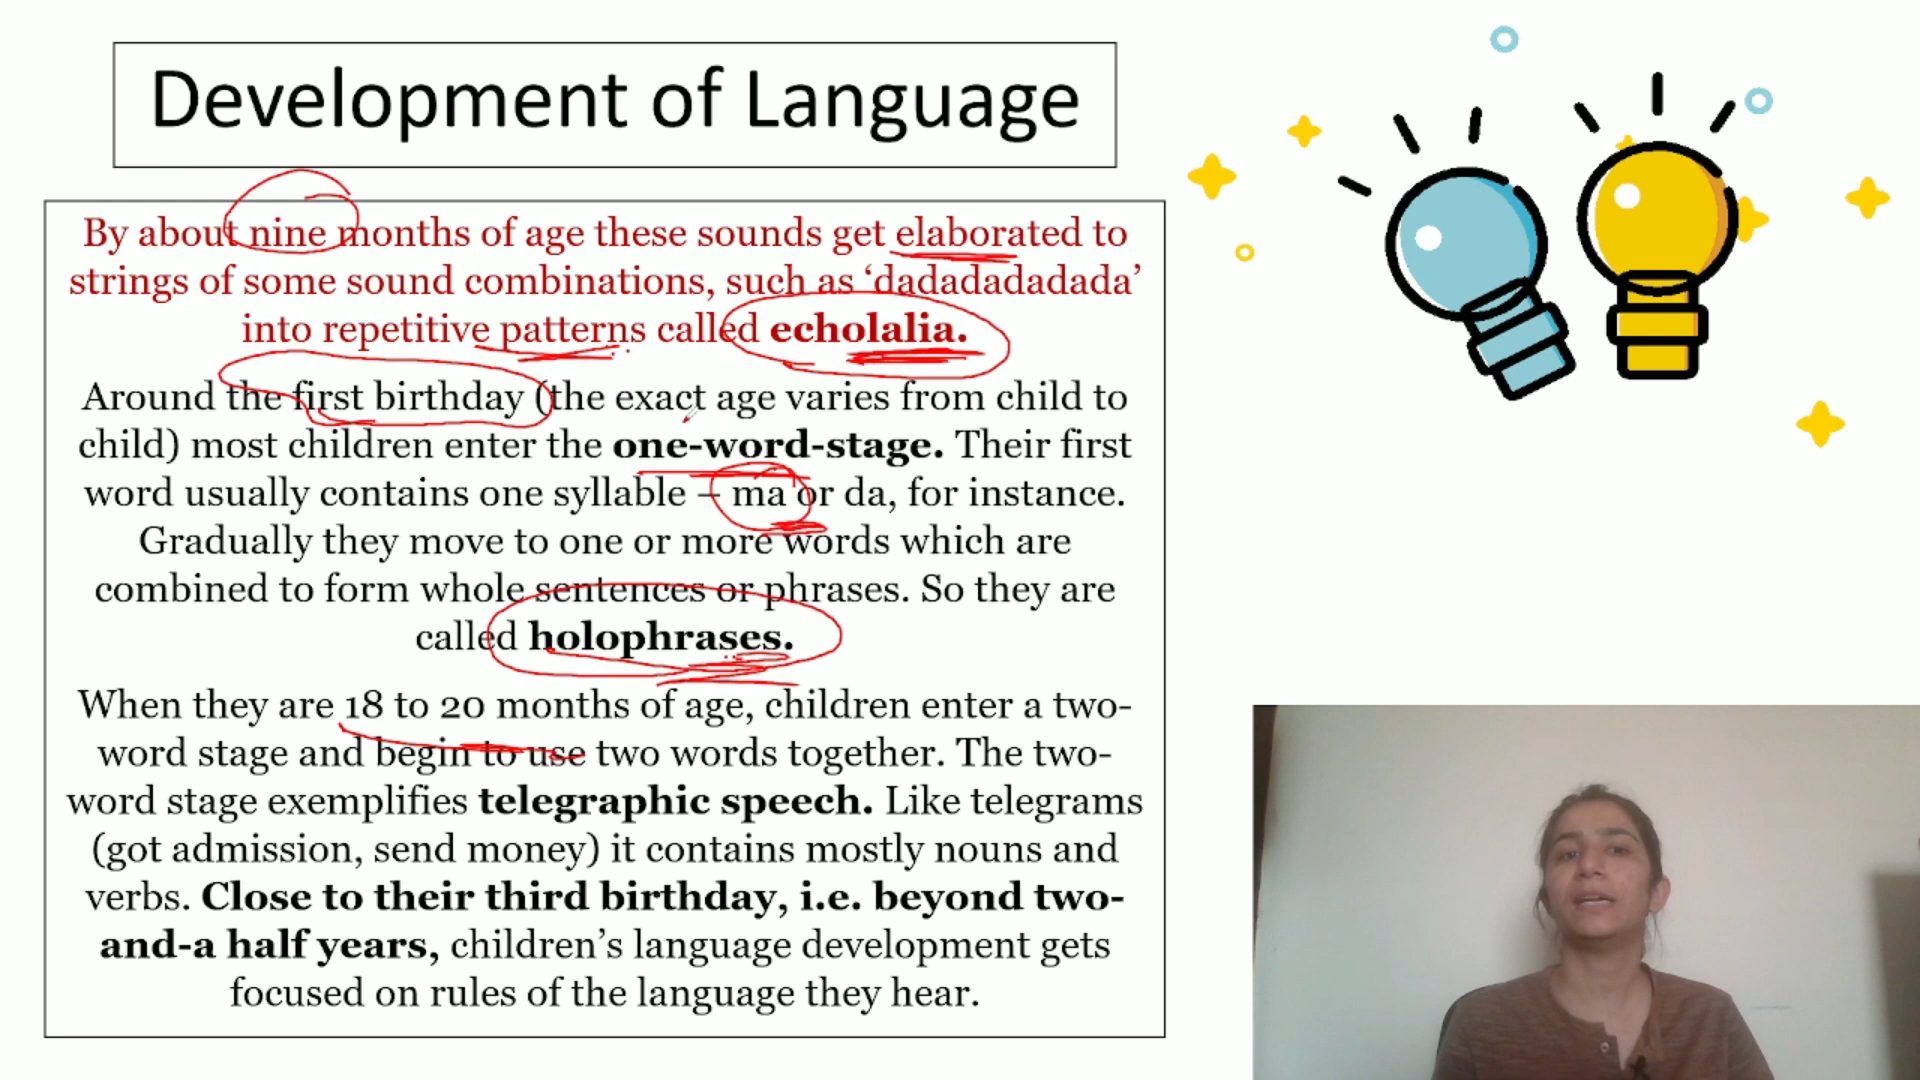 Development of Language
By about nine months of age these sounds get elaborated to
strings of some sound combinations, such as ‘dadadadadada’
into repetitive patterns called echolalia.
Around the first birthday (the exact age varies from child to
child) most children enter the one-word-stage. Their first
word usually contains one syllable – ma or da, for instance.
Gradually they move to one or more words which are
combined to form whole sentences or phrases. So they are
called holophrases.
When they are 18 to 20 months of age, children enter a two-
word stage and begin to use two words together. The two-
word stage exemplifies telegraphic speech. Like telegrams
(got admission, send money) it contains mostly nouns and
verbs. Close to their third birthday, i.e. beyond two-
and-a half years, children’s language development gets
focused on rules of the language they hear.